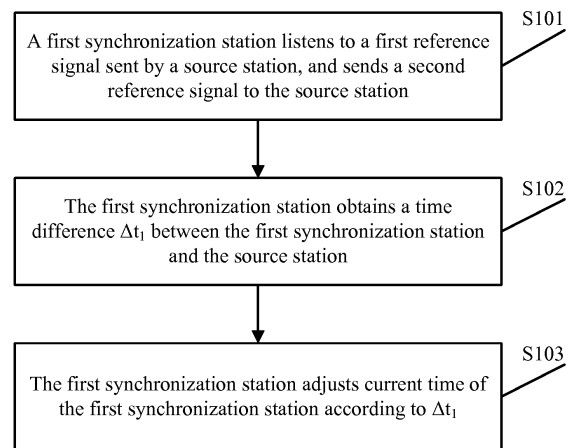 S101
A first synchronization station listens to a first reference
signal sent by a source station, and sends a second
reference signal to the source station
S102
The first synchronization station obtains a time
difference Δt₁ between the first synchronization station
and the source station
S103
The first synchronization station adjusts current time of
the first synchronization station according to Δt₁